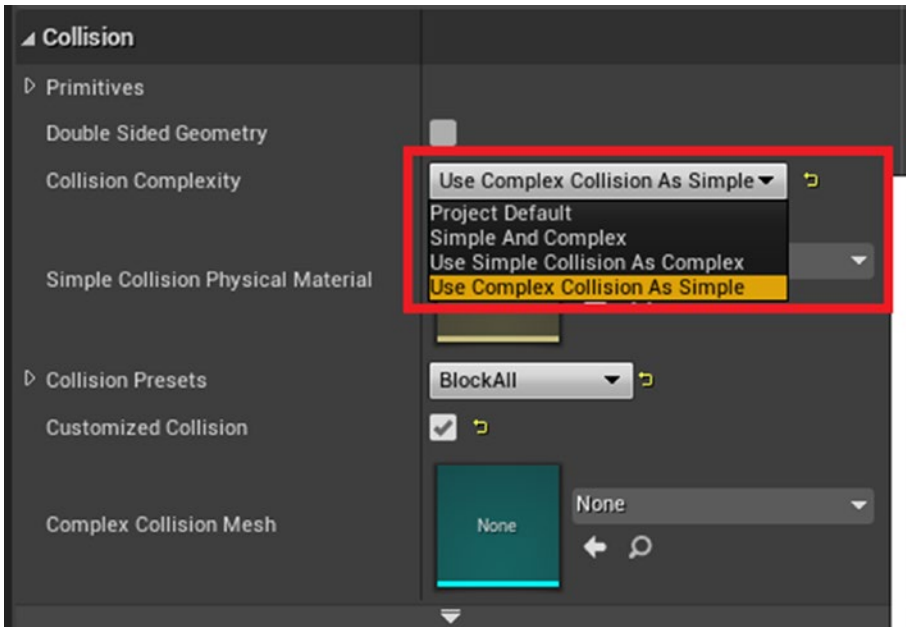 Collision
Primitives
Double Sided Geometry
Collision Complexity
Use Complex Collision As Simple
Project Default
Simple And Complex
Use Simple Collision As Complex
Use Complex Collision As Simple
Simple Collision Physical Material
Collision Presets
BlockAll
Customized Collision
Complex Collision Mesh
None
None